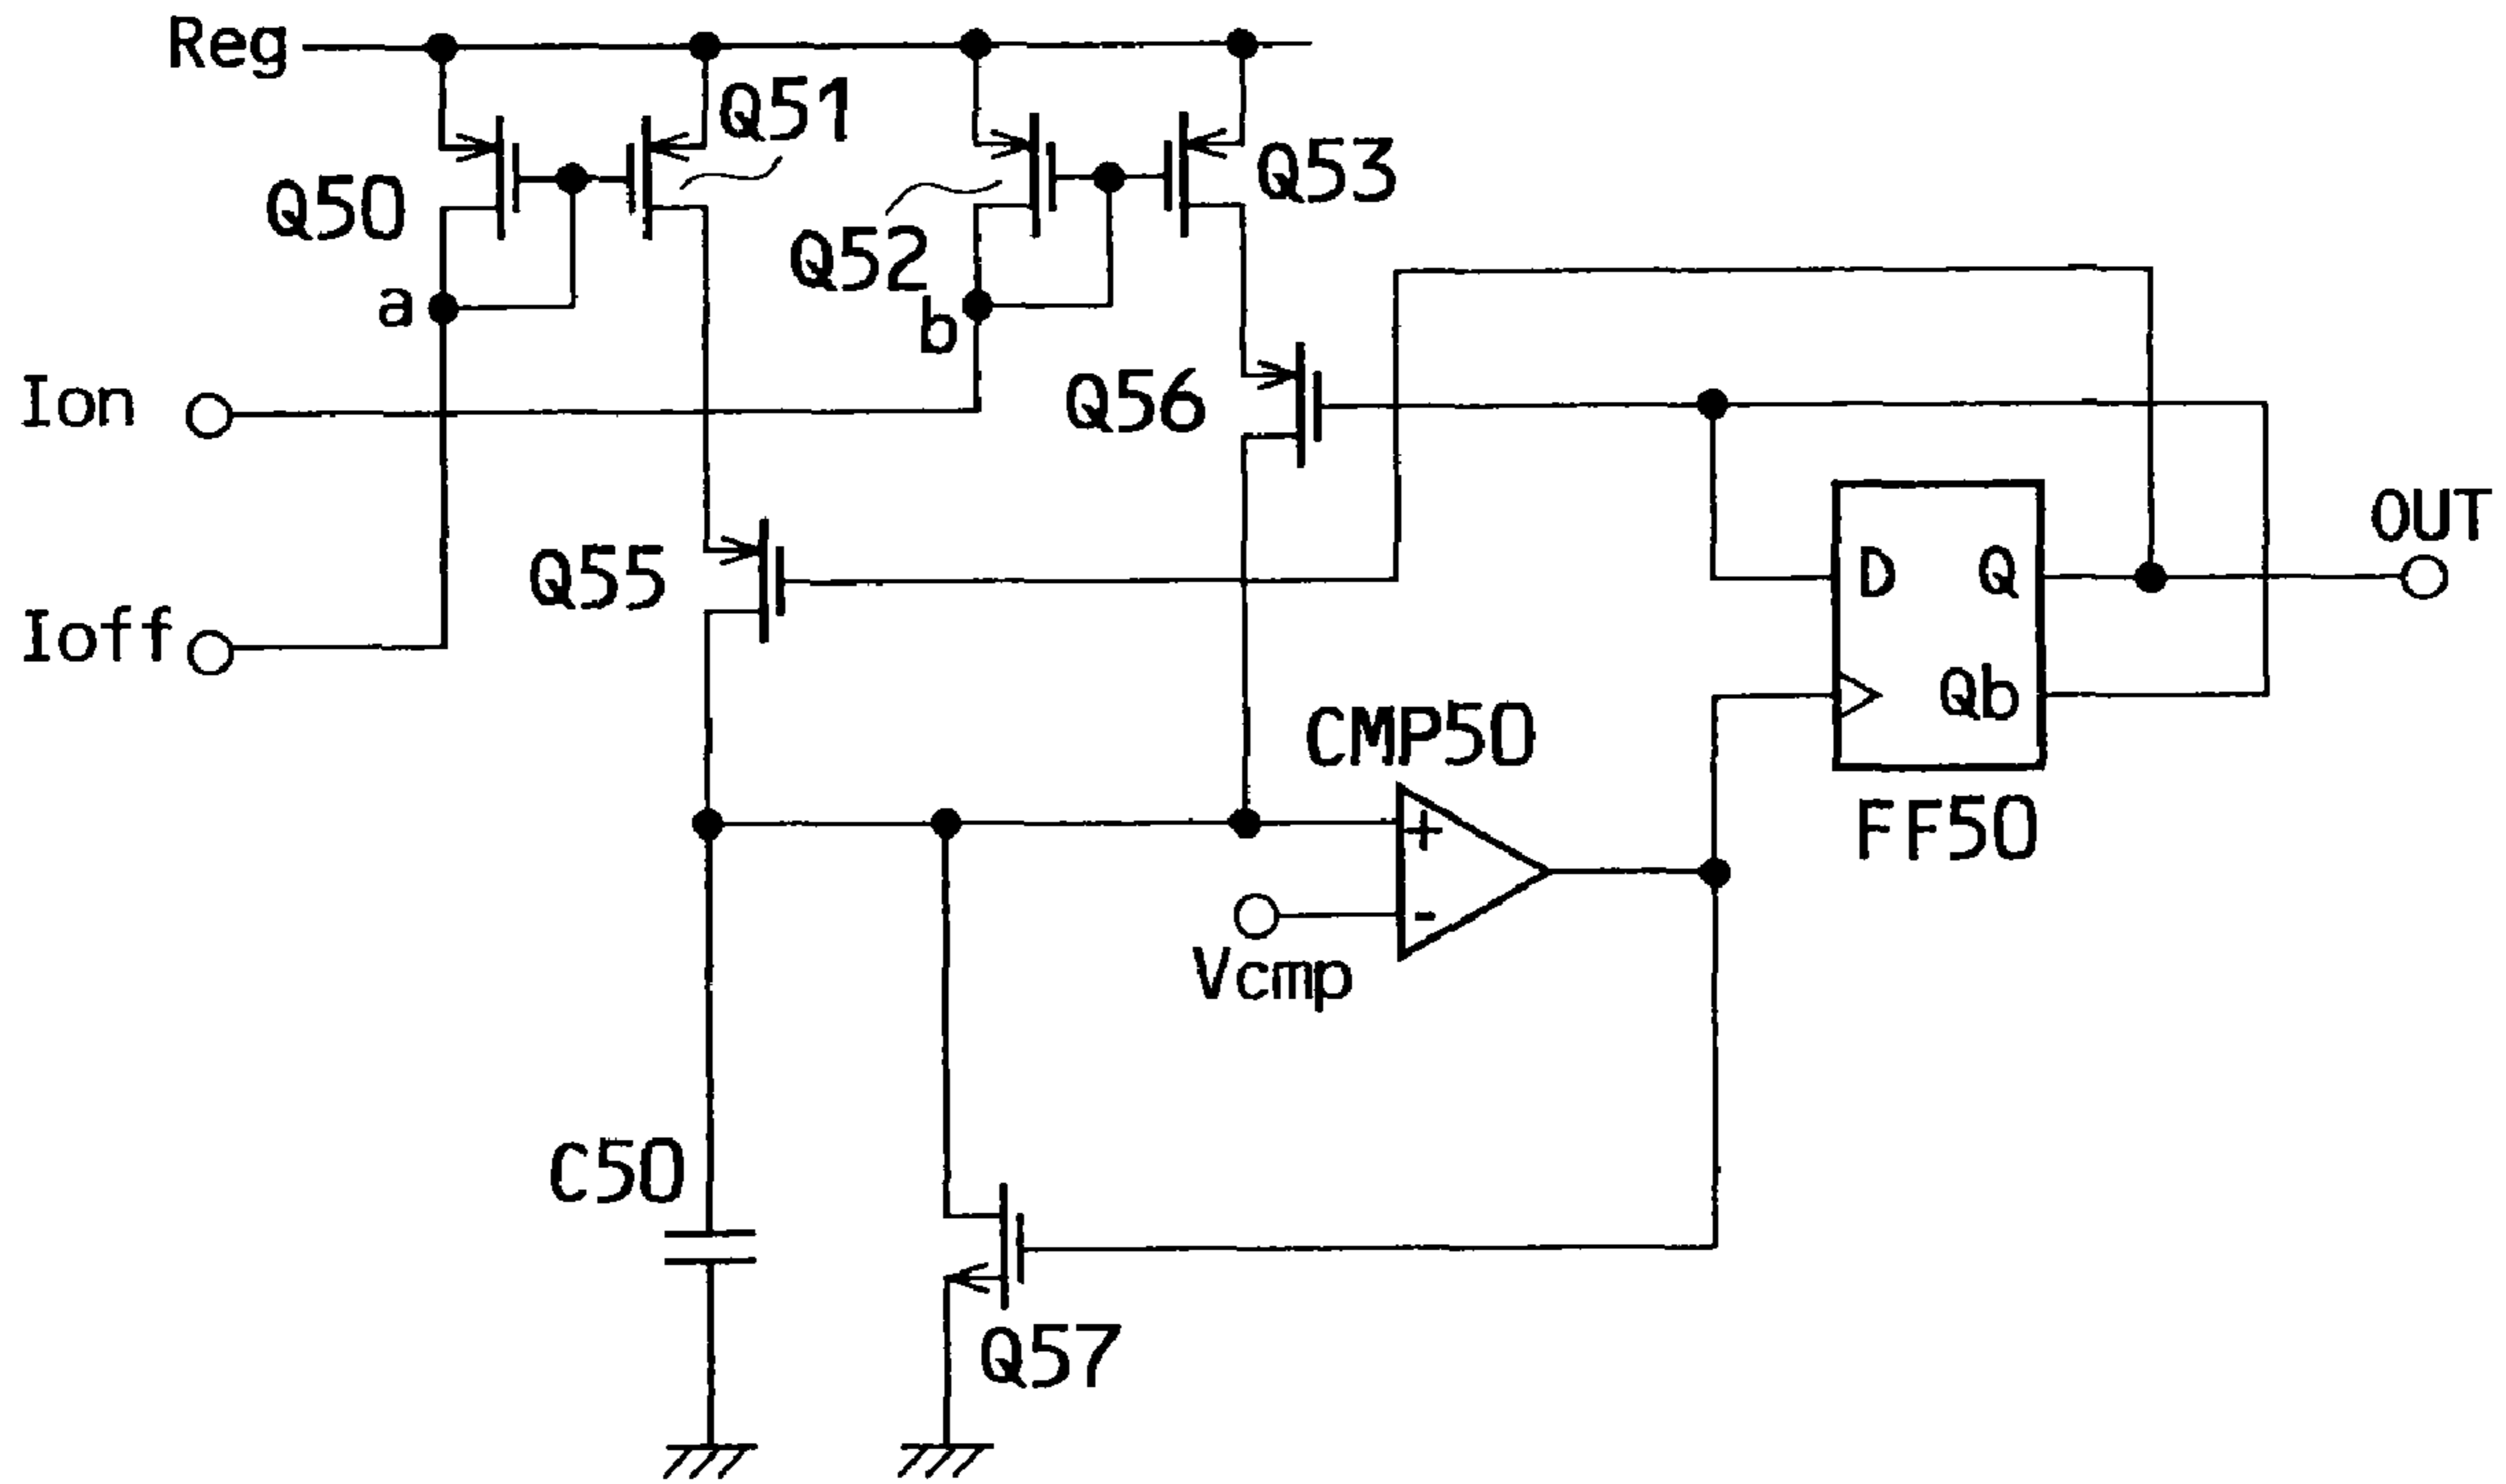 Reg
Q51
Q50
Q53
Q52
a
b
Ion
Q56
Ioff
Q55
OUT
D Q
Qb
CMP50
FF50
+
-
Vcmp
C50
Q57